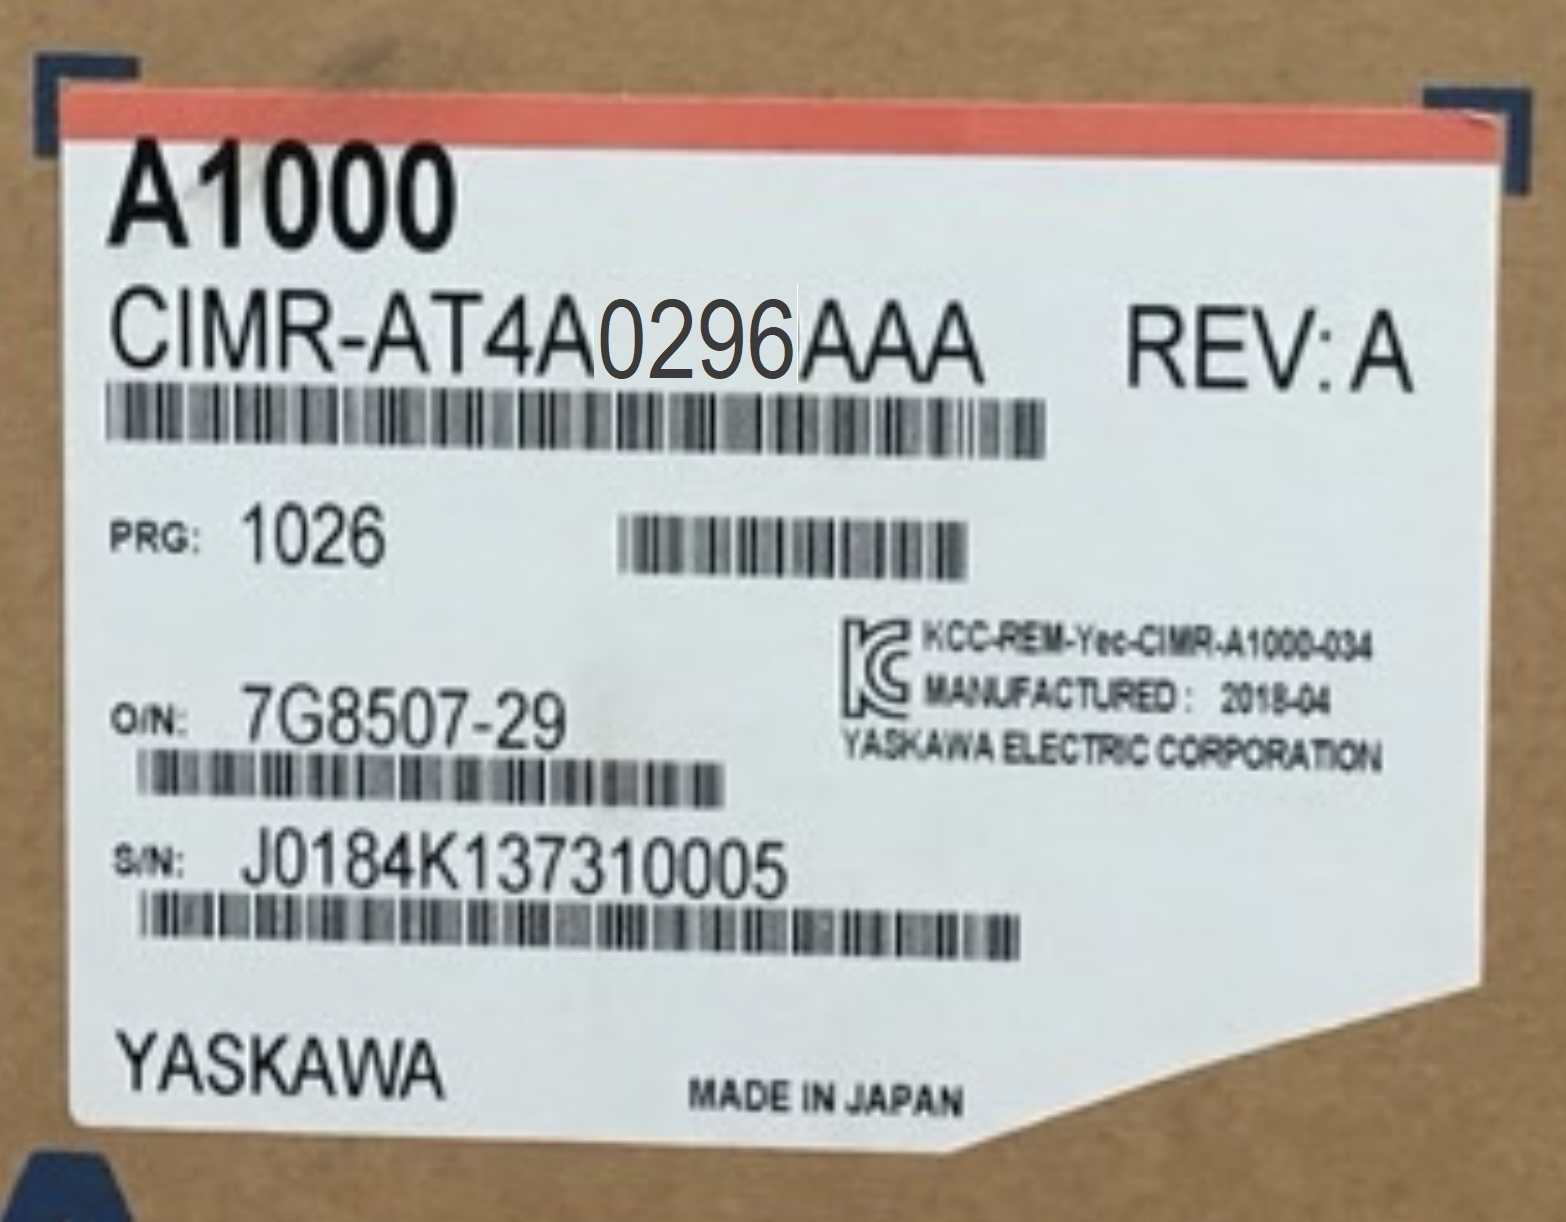 A1000
CIMR-AT4A0296AAA REV: A
PRG: 1026
KCC-REM-Yec-CIMR-A1000-034
MANUFACTURED : 2018-04
O/N: 7G8507-29
YASKAWA ELECTRIC CORPORATION
S/N: J0184K137310005
YASKAWA
MADE IN JAPAN